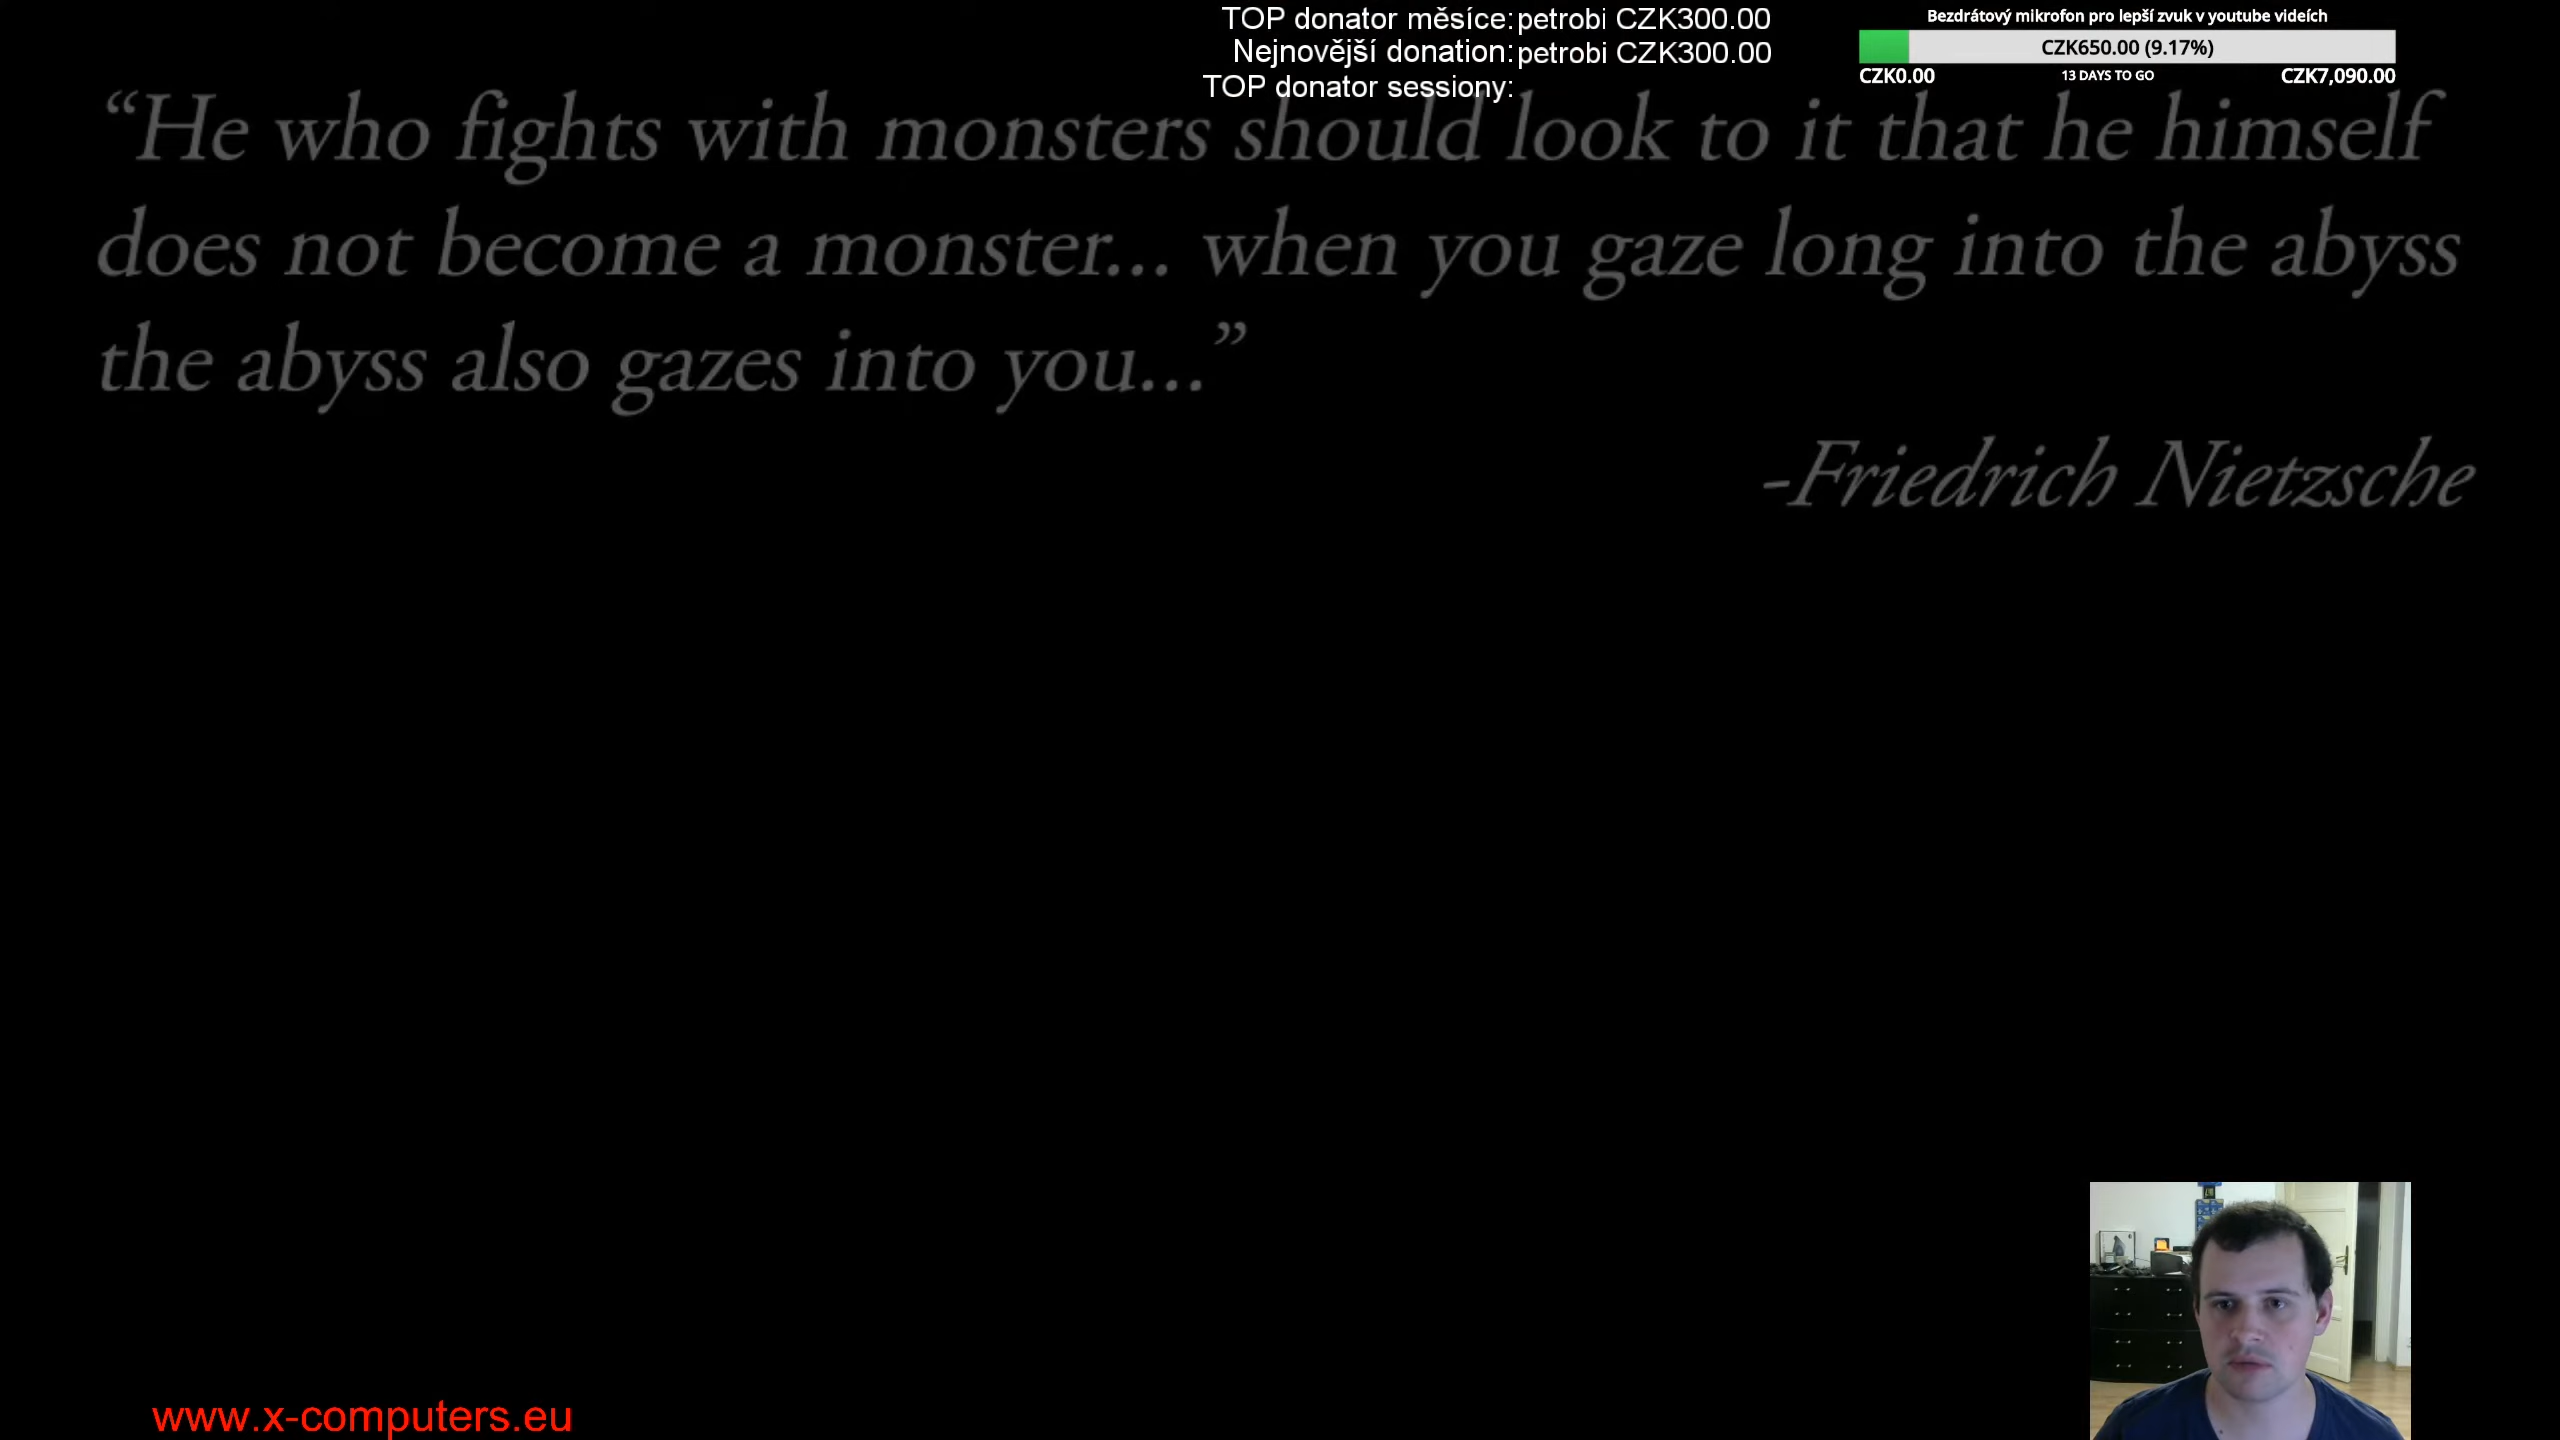 TOP donator měsíce: petrobi CZK300.00
Nejnovější donation: petrobi CZK300.00
TOP donator sessiony:
Bezdrátový mikrofon pro lepší zvuk v youtube videích
CZK650.00 (9.17%)
CZK0.00 13 DAYS TO GO CZK7,090.00
“He who fights with monsters should look to it that he himself
does not become a monster... when you gaze long into the abyss
the abyss also gazes into you...”
-Friedrich Nietzsche
www.x-computers.eu